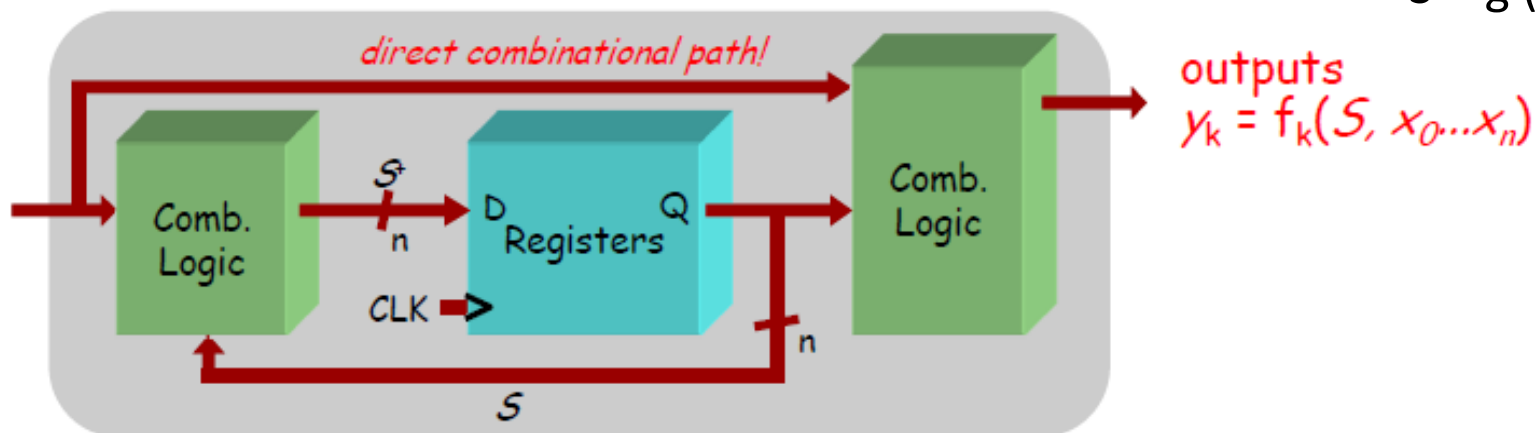 g (
direct combinational path!
outputs
yk = fk(S, x0...xn)
Comb.
Logic
S+
n
D
Q
Registers
CLK
Comb.
Logic
n
S